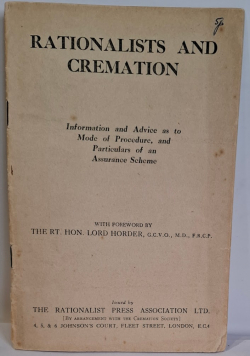 5/-
RATIONALISTS AND
CREMATION
Information and Advice as to
Mode of Procedure, and
Particulars of an
Assurance Scheme
WITH FOREWORD BY
THE RT. HON. LORD HORDER, G.C.V.O., M.D., F.R.C.P.
Issued by
THE RATIONALIST PRESS ASSOCIATION LTD.
[BY ARRANGEMENT WITH THE CREMATION SOCIETY]
4, 5, & 6 JOHNSON'S COURT, FLEET STREET, LONDON, E.C.4